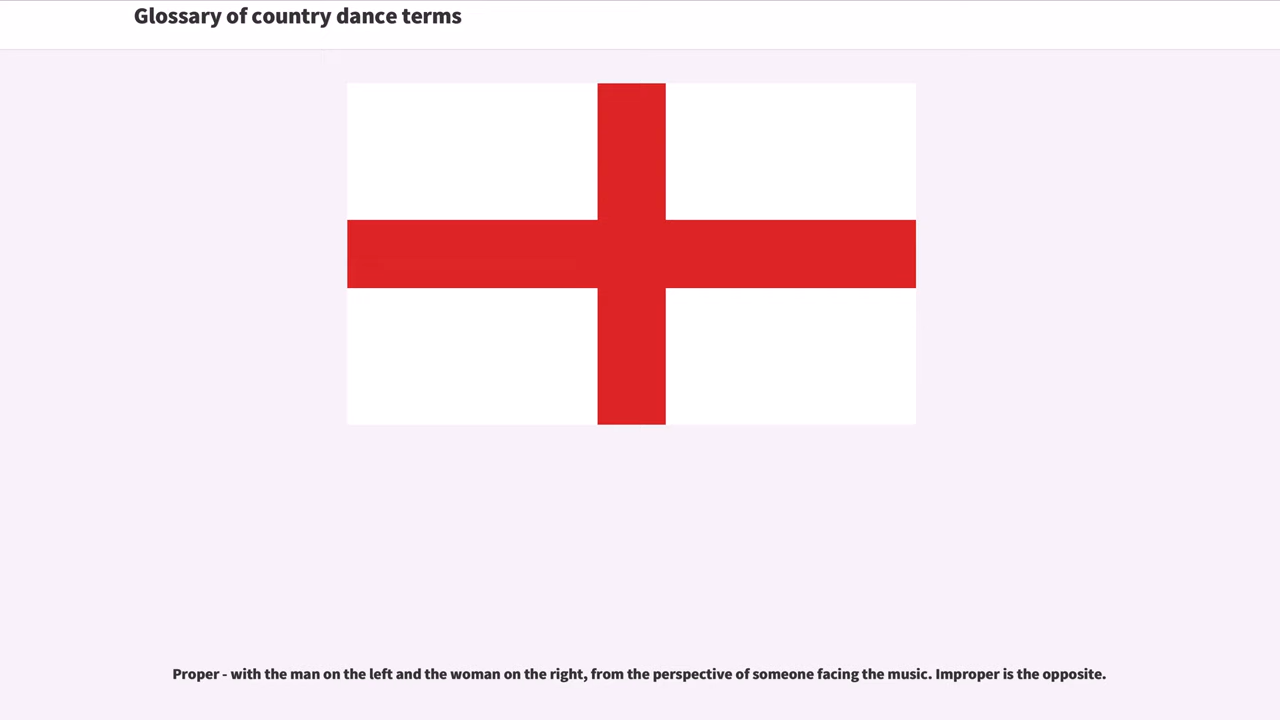 Glossary of country dance terms
Proper - with the man on the left and the woman on the right, from the perspective of someone facing the music. Improper is the opposite.